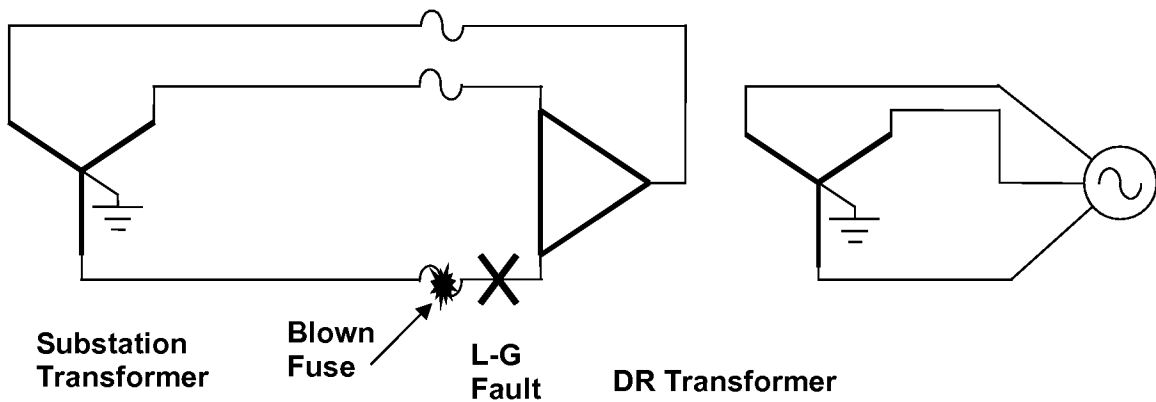 Substation
Transformer
Blown
Fuse
L-G
Fault
DR Transformer